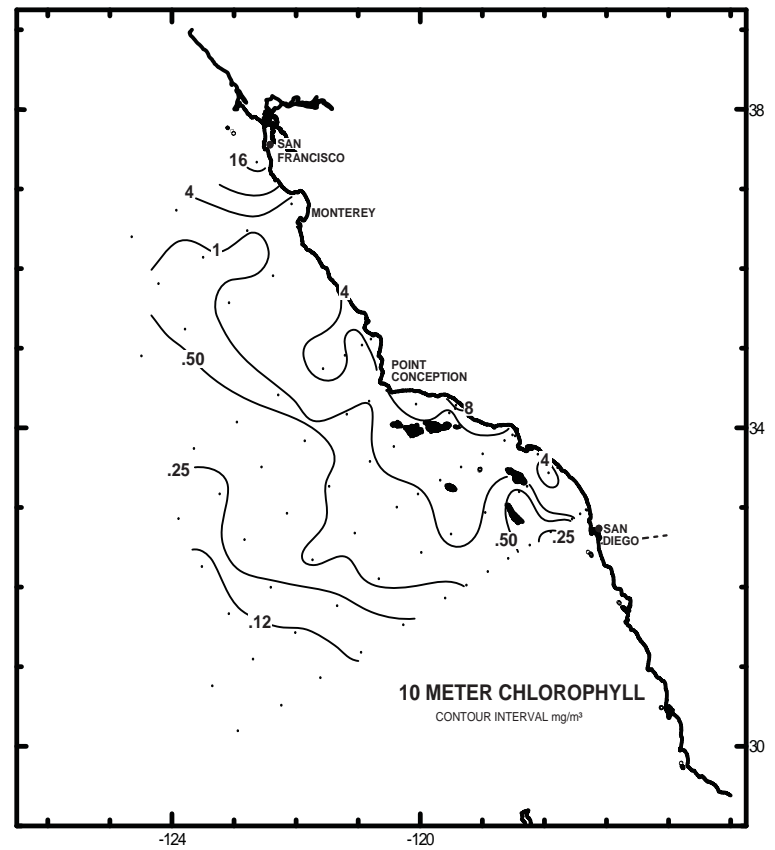 38
SAN
FRANCISCO
16
4
MONTEREY
1
4
.50
POINT
CONCEPTION
8
34
4
.25
SAN
DIEGO
.50
.25
.12
10 METER CHLOROPHYLL
CONTOUR INTERVAL mg/m³
30
-124
-120